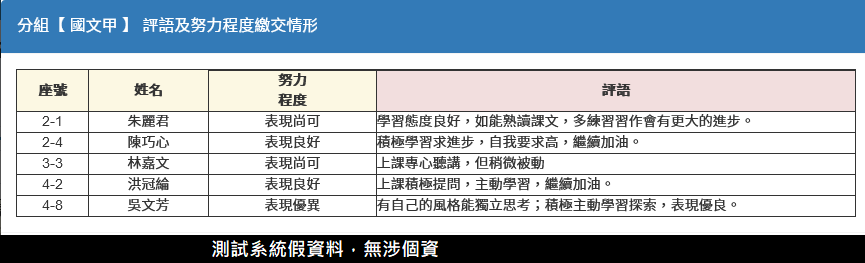 分組【 國文甲 】 評語及努力程度繳交情形
座號 姓名 努力程度 評語
2-1 朱麗君 表現尚可 學習態度良好，如能熟讀課文，多練習習作會有更大的進步。
2-4 陳巧心 表現良好 積極學習求進步，自我要求高，繼續加油。
3-3 林嘉文 表現尚可 上課專心聽講，但稍微被動
4-2 洪冠綸 表現良好 上課積極提問，主動學習，繼續加油。
4-8 吳文芳 表現優異 有自己的風格能獨立思考；積極主動學習探索，表現優良。
測試系統假資料，無涉個資